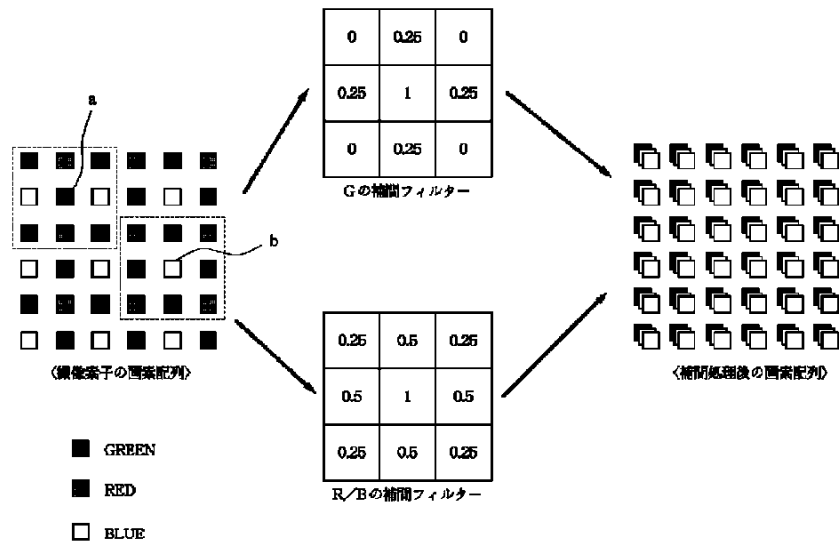 0 0.25 0
0.25 1 0.25
0 0.25 0
Gの補間フィルター
a
b
〈撮像素子の画素配列〉
〈補間処理後の画素配列〉
0.25 0.5 0.25
0.5 1 0.5
0.25 0.5 0.25
R／Bの補間フィルター
GREEN
RED
BLUE